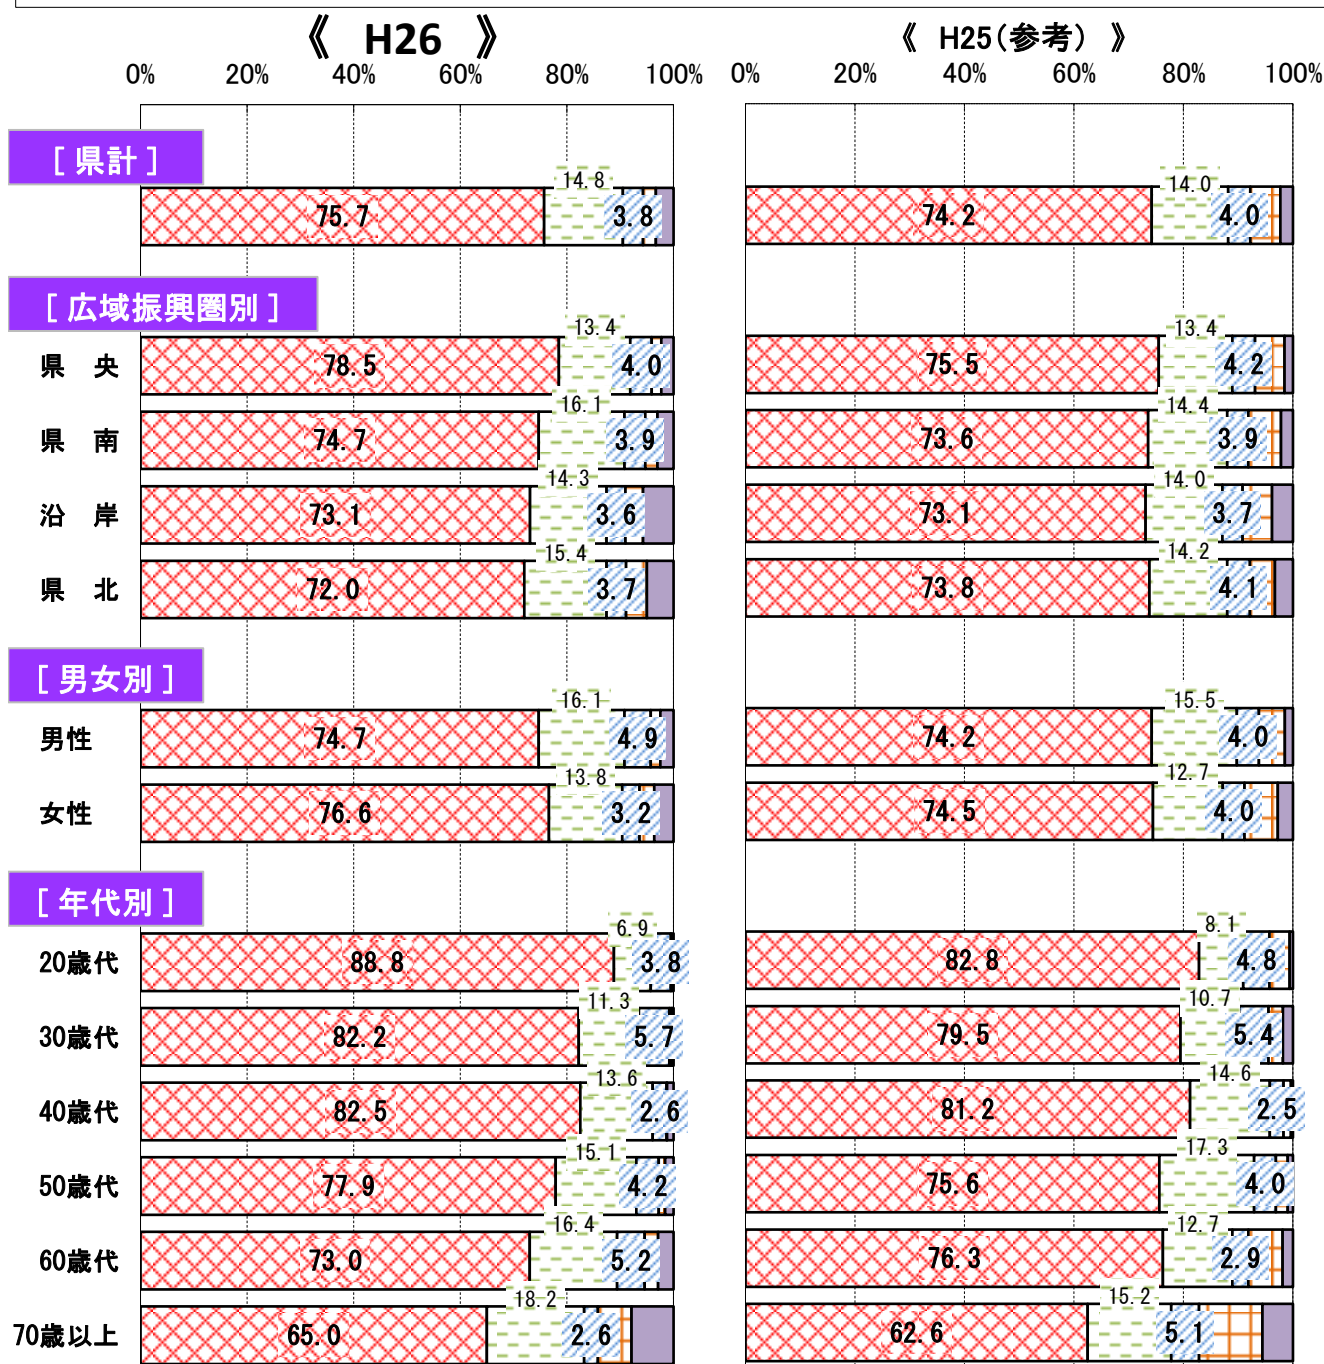 《 H26 》
《 H25(参考) 》
0% 20% 40% 60% 80% 100%
0% 20% 40% 60% 80% 100%
[ 県計 ]
75.7 14.8 3.8
74.2 14.0 4.0
[ 広域振興圏別 ]
県 央 78.5 13.4 4.0
75.5 13.4 4.2
県 南 74.7 16.1 3.9
73.6 14.4 3.9
沿 岸 73.1 14.3 3.6
73.1 14.0 3.7
県 北 72.0 15.4 3.7
73.8 14.2 4.1
[ 男女別 ]
男性 74.7 16.1 4.9
74.2 15.5 4.0
女性 76.6 13.8 3.2
74.5 12.7 4.0
[ 年代別 ]
20歳代 88.8 6.9 3.8
82.8 8.1 4.8
30歳代 82.2 11.3 5.7
79.5 10.7 5.4
40歳代 82.5 13.6 2.6
81.2 14.6 2.5
50歳代 77.9 15.1 4.2
75.6 17.3 4.0
60歳代 73.0 16.4 5.2
76.3 12.7 2.9
70歳以上 65.0 18.2 2.6
62.6 15.2 5.1